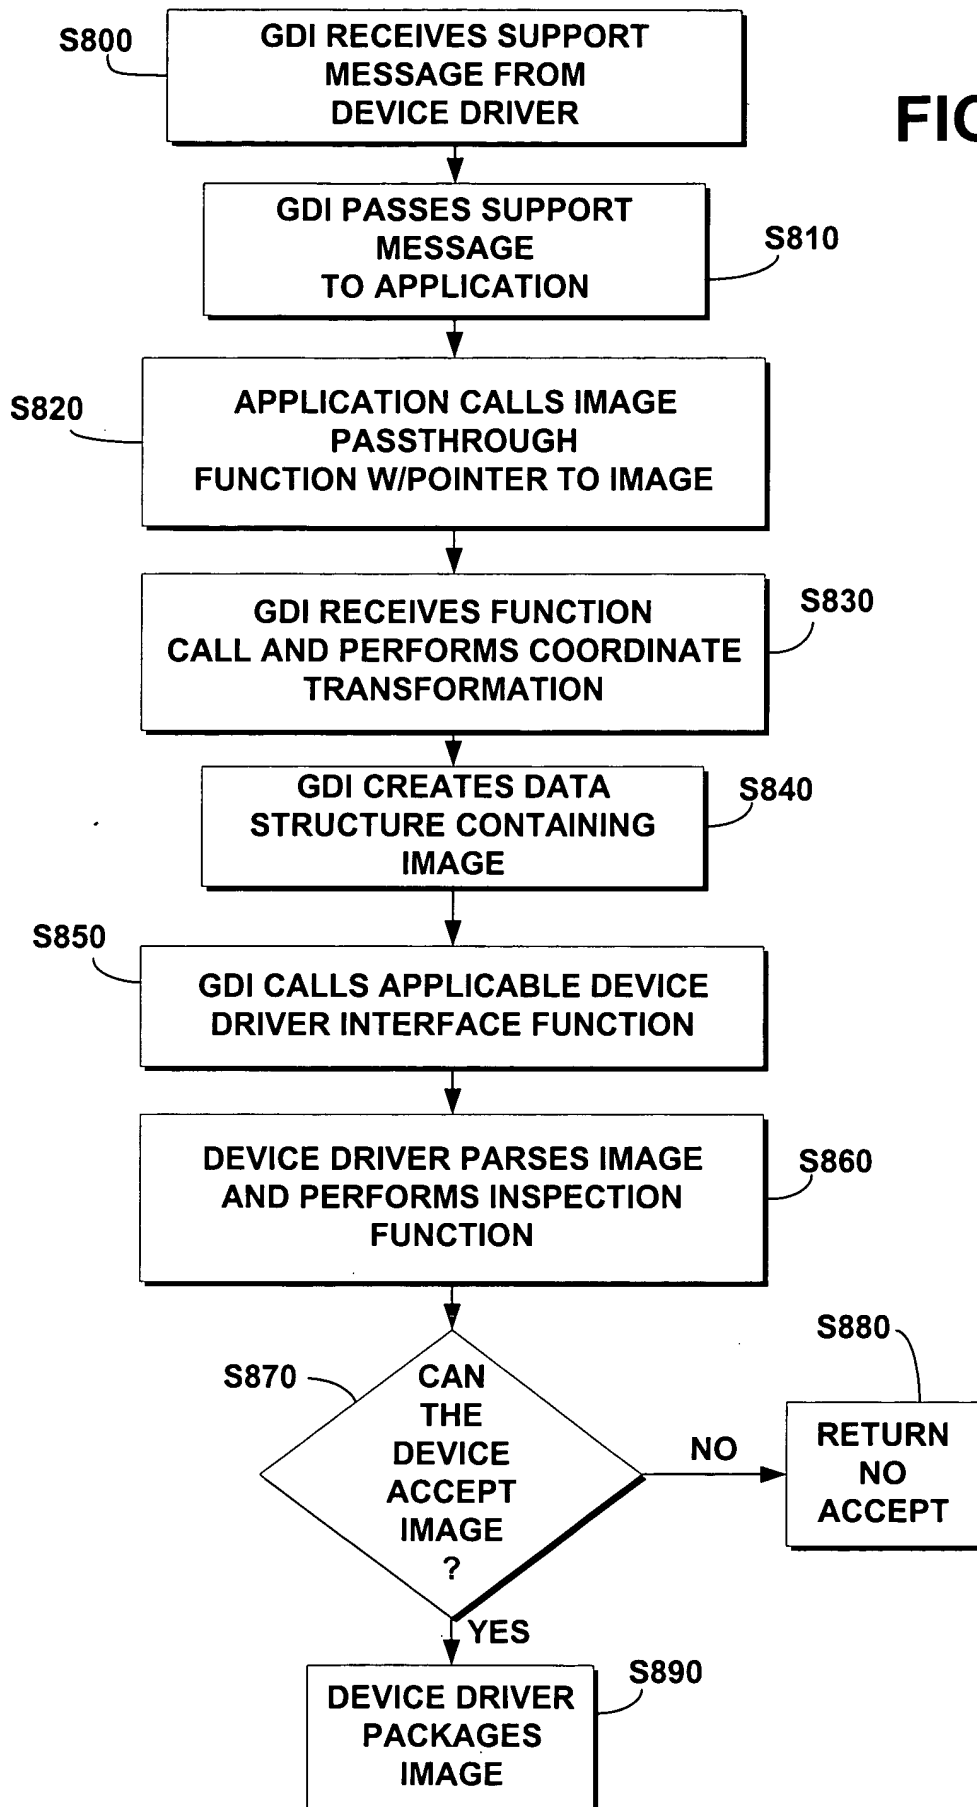 S800
GDI RECEIVES SUPPORT
MESSAGE FROM
DEVICE DRIVER
FIG
GDI PASSES SUPPORT
MESSAGE
TO APPLICATION
S810
S820
APPLICATION CALLS IMAGE
PASSTHROUGH
FUNCTION W/POINTER TO IMAGE
GDI RECEIVES FUNCTION
CALL AND PERFORMS COORDINATE
TRANSFORMATION
S830
GDI CREATES DATA
STRUCTURE CONTAINING
IMAGE
S840
S850
GDI CALLS APPLICABLE DEVICE
DRIVER INTERFACE FUNCTION
DEVICE DRIVER PARSES IMAGE
AND PERFORMS INSPECTION
FUNCTION
S860
S870
CAN
THE
DEVICE
ACCEPT
IMAGE
?
NO
S880
RETURN
NO
ACCEPT
YES
DEVICE DRIVER
PACKAGES
IMAGE
S890